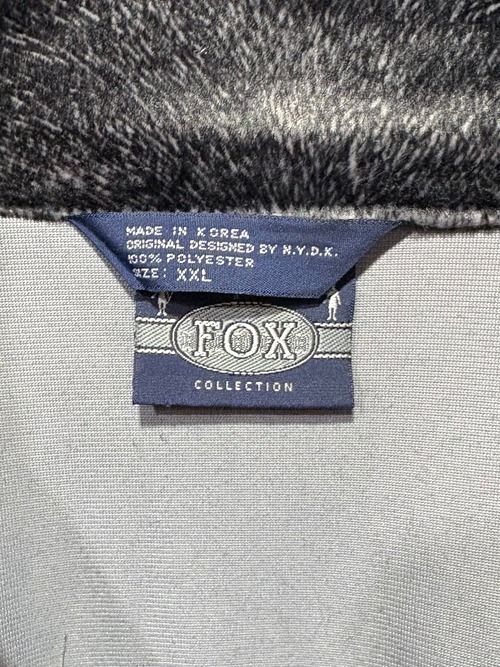 MADE IN KOREA
ORIGINAL DESIGNED BY N.Y.D.K.
100% POLYESTER
SIZE: XXL
FOX
COLLECTION